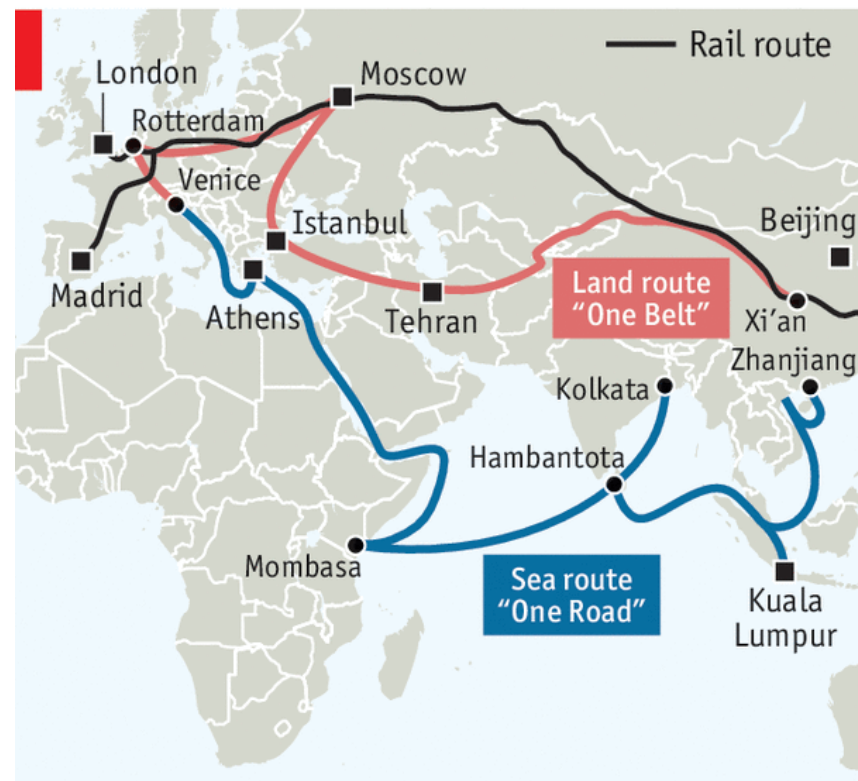 Rail route
London
Moscow
Rotterdam
Venice
Istanbul
Beijing
Madrid
Athens
Tehran
Land route
“One Belt”
Xi’an
Zhanjiang
Kolkata
Hambantota
Mombasa
Sea route
“One Road”
Kuala
Lumpur